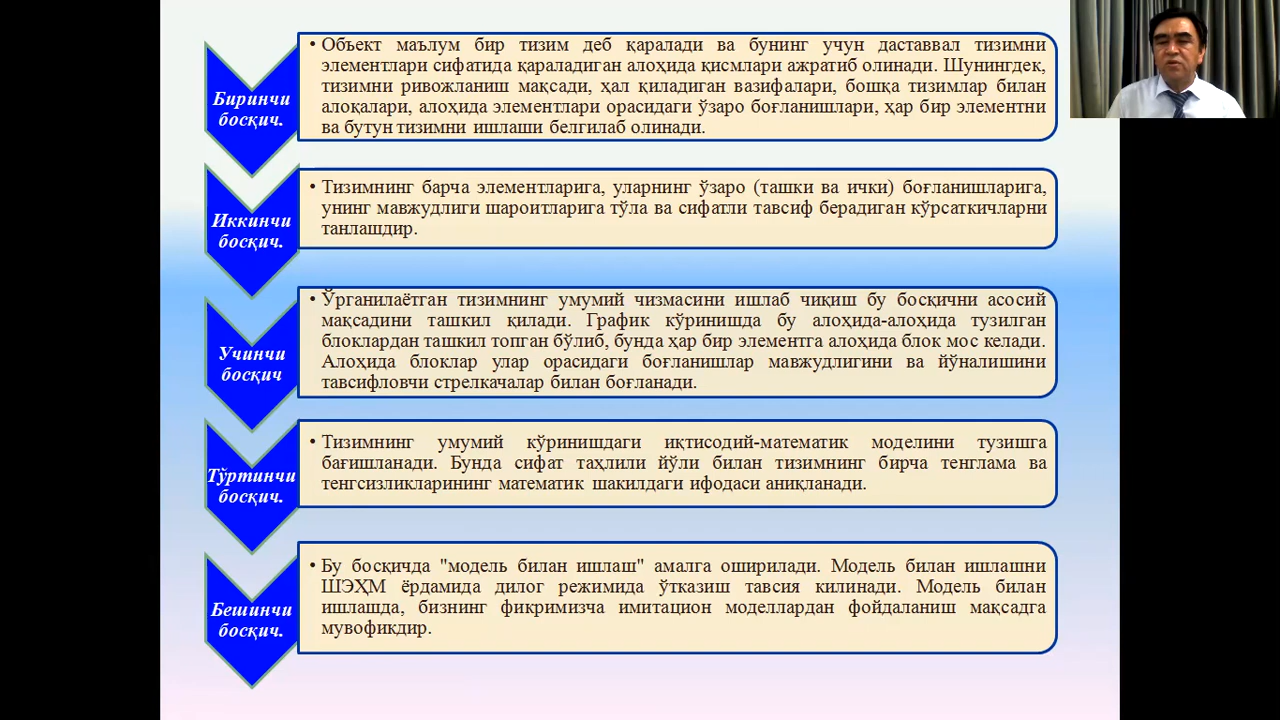 Биринчи
босқич.
• Объект маълум бир тизим деб қаралади ва бунинг учун даставвал тизимни
элементлари сифатида қараладиган алоҳида қисмлари ажратиб олинади. Шунингдек,
тизимни ривожланиш мақсади, ҳал қиладиган вазифалари, бошқа тизимлар билан
алоқалари, алоҳида элементлари орасидаги ўзаро боғланишлари, ҳар бир элементни
ва бутун тизимни ишлаши белгилаб олинади.
Иккинчи
босқич.
• Тизимнинг барча элементларига, уларнинг ўзаро (ташки ва ички) боғланишларига,
унинг мавжудлиги шароитларига тўла ва сифатли тавсиф берадиган кўрсаткичларни
танлашдир.
Учинчи
босқич
• Ўрганилаётган тизимнинг умумий чизмасини ишлаб чиқиш бу босқични асосий
мақсадини ташкил қилади. График кўринишда бу алоҳида-алоҳида тузилган
блоклардан ташкил топган бўлиб, бунда ҳар бир элементга алоҳида блок мос келади.
Алоҳида блоклар улар орасидаги боғланишлар мавжудлигини ва йўналишини
тавсифловчи стрелкачалар билан боғланади.
Тўртинчи
босқич.
• Тизимнинг умумий кўринишдаги иқтисодий-математик моделини тузишга
бағишланади. Бунда сифат таҳлили йўли билан тизимнинг бирча тенглама ва
тенгсизликларининг математик шакилдаги ифодаси аниқланади.
Бешинчи
босқич.
• Бу босқичда "модель билан ишлаш" амалга оширилади. Модель билан ишлашни
ШЭҲМ ёрдамида дилог режимида ўтказиш тавсия килинади. Модель билан
ишлашда, бизнинг фикримизча имитацион моделлардан фойдаланиш мақсадга
мувофикдир.